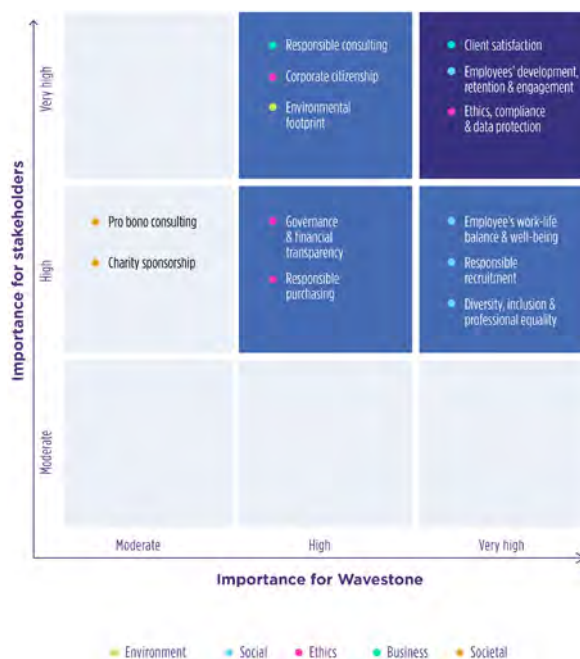 Importance for stakeholders
Very high
High
Moderate
Responsible consulting
Corporate citizenship
Environmental
footprint
Client satisfaction
Employees' development,
retention & engagement
Ethics, compliance
& data protection
Pro bono consulting
Charity sponsorship
Governance
& financial
transparency
Responsible
purchasing
Employee's work-life
balance & well-being
Responsible
recruitment
Diversity, inclusion &
professional equality
Moderate
High
Very high
Importance for Wavestone
Environment
Social
Ethics
Business
Societal